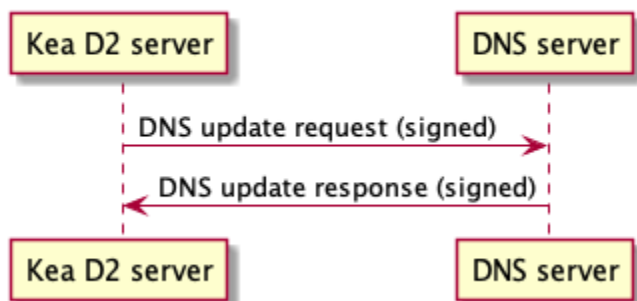 Kea D2 server
DNS server
DNS update request (signed)
DNS update response (signed)
Kea D2 server
DNS server